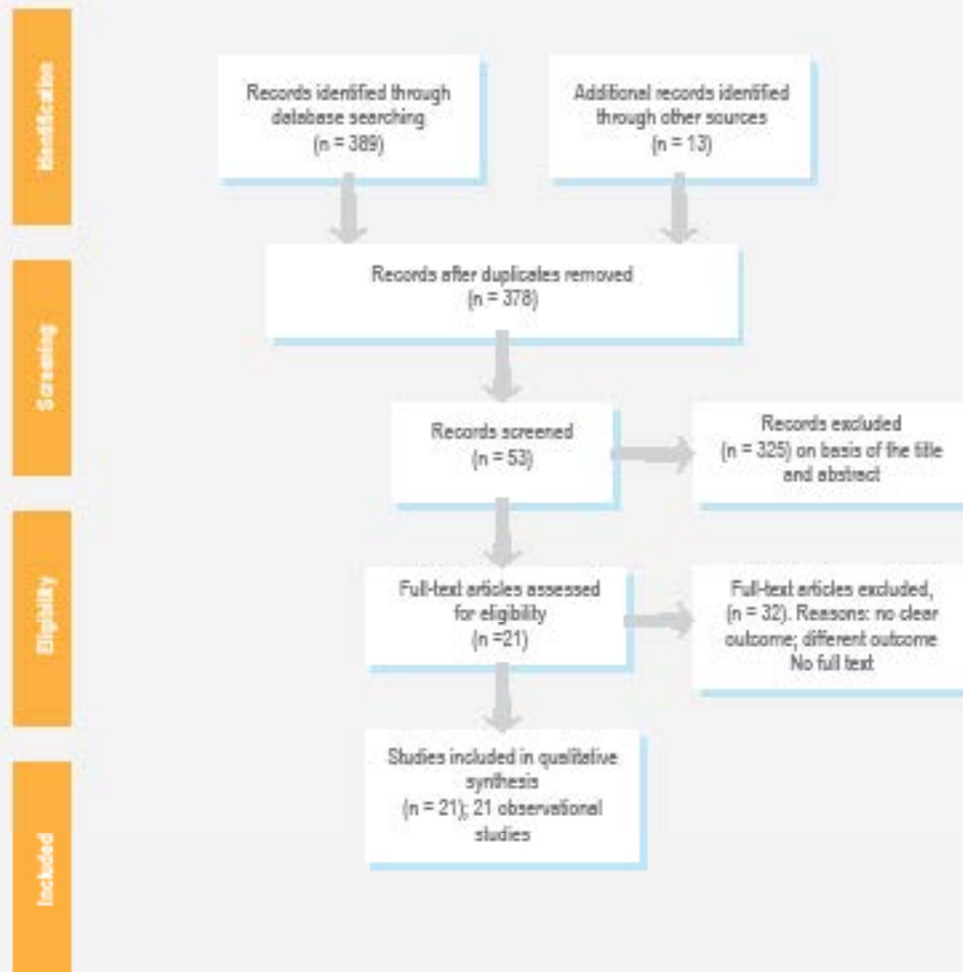 Identification
Records identified through
database searching
(n = 389)
Additional records identified
through other sources
(n = 13)
Records after duplicates removed
(n = 378)
Screening
Records screened
(n = 53)
Records excluded
(n = 325) on basis of the title
and abstract
Eligibility
Full-text articles assessed
for eligibility
(n =21)
Full-text articles excluded,
(n = 32). Reasons: no clear
outcome; different outcome
No full text
Included
Studies included in qualitative
synthesis
(n = 21); 21 observational
studies